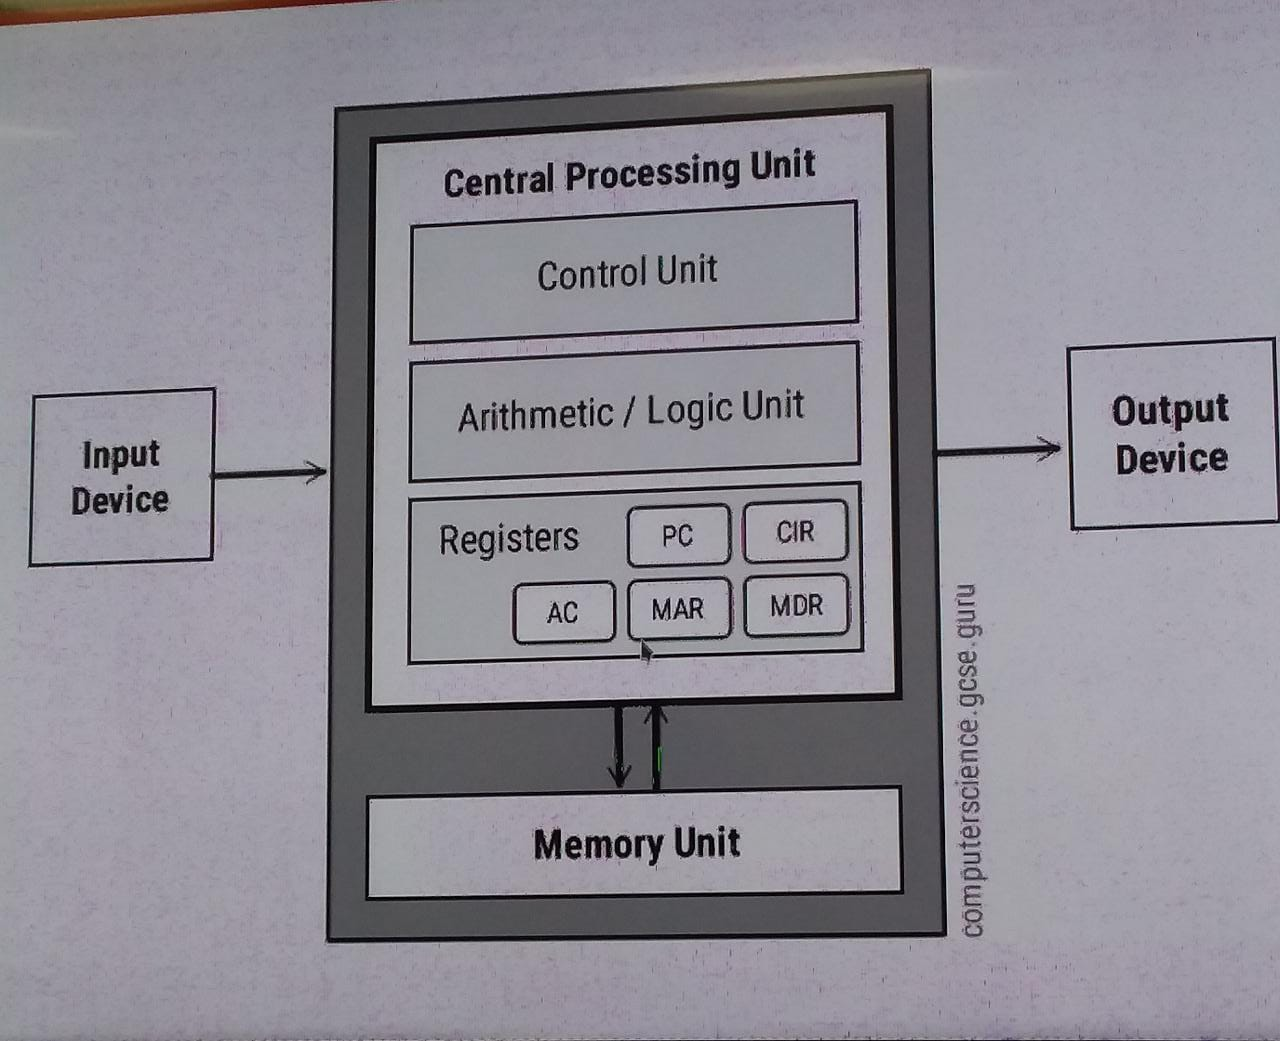 Central Processing Unit
Control Unit
Arithmetic / Logic Unit
Input
Device
Output
Device
Registers
PC
CIR
AC
MAR
MDR
Memory Unit
computerscience.gcse.guru